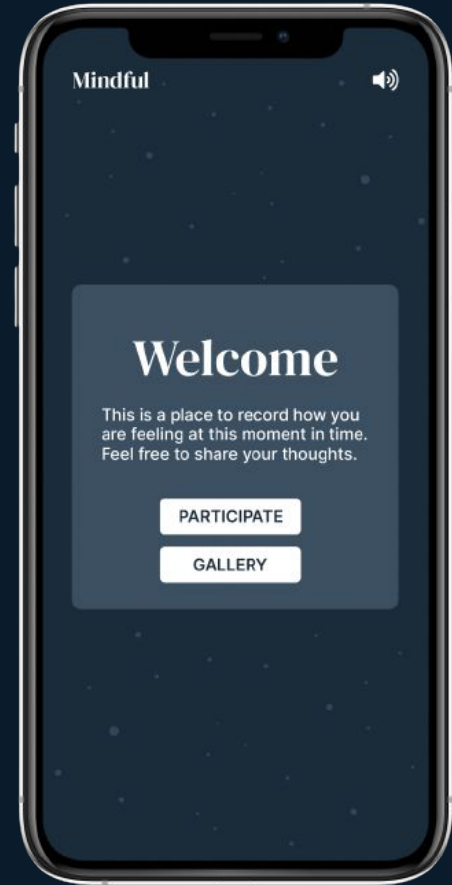 Mindful
Welcome
This is a place to record how you
are feeling at this moment in time.
Feel free to share your thoughts.
PARTICIPATE
GALLERY